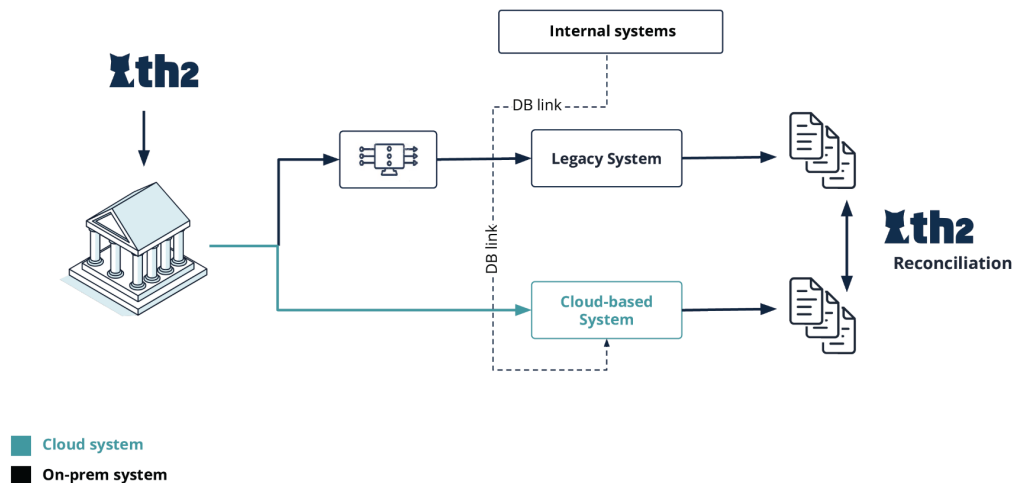 Internal systems
th2
DB link
Legacy System
DB link
th2
Reconciliation
Cloud-based
System
Cloud system
On-prem system